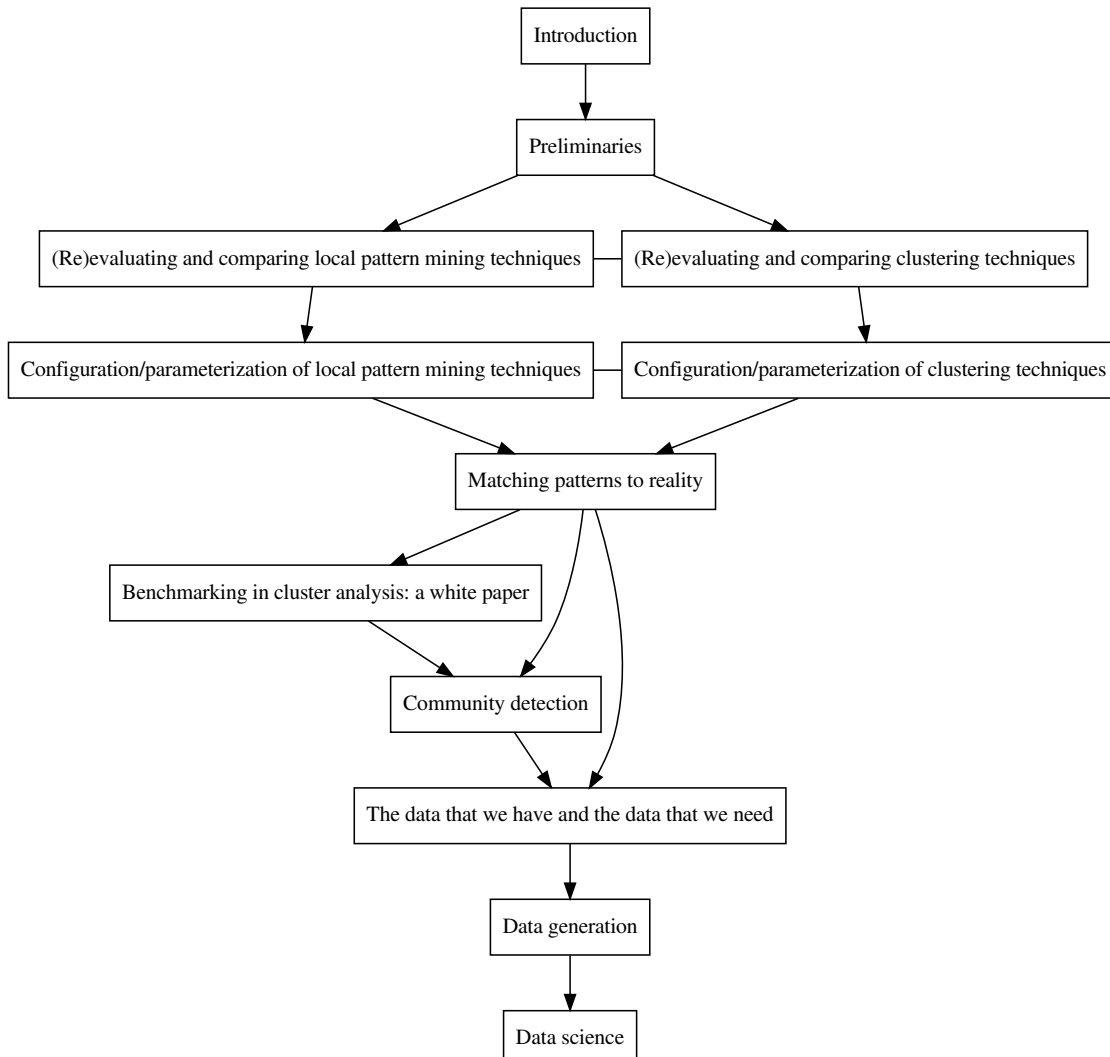 Introduction
Preliminaries
(Re)evaluating and comparing local pattern mining techniques
(Re)evaluating and comparing clustering techniques
Configuration/parameterization of local pattern mining techniques
Configuration/parameterization of clustering techniques
Matching patterns to reality
Benchmarking in cluster analysis: a white paper
Community detection
The data that we have and the data that we need
Data generation
Data science